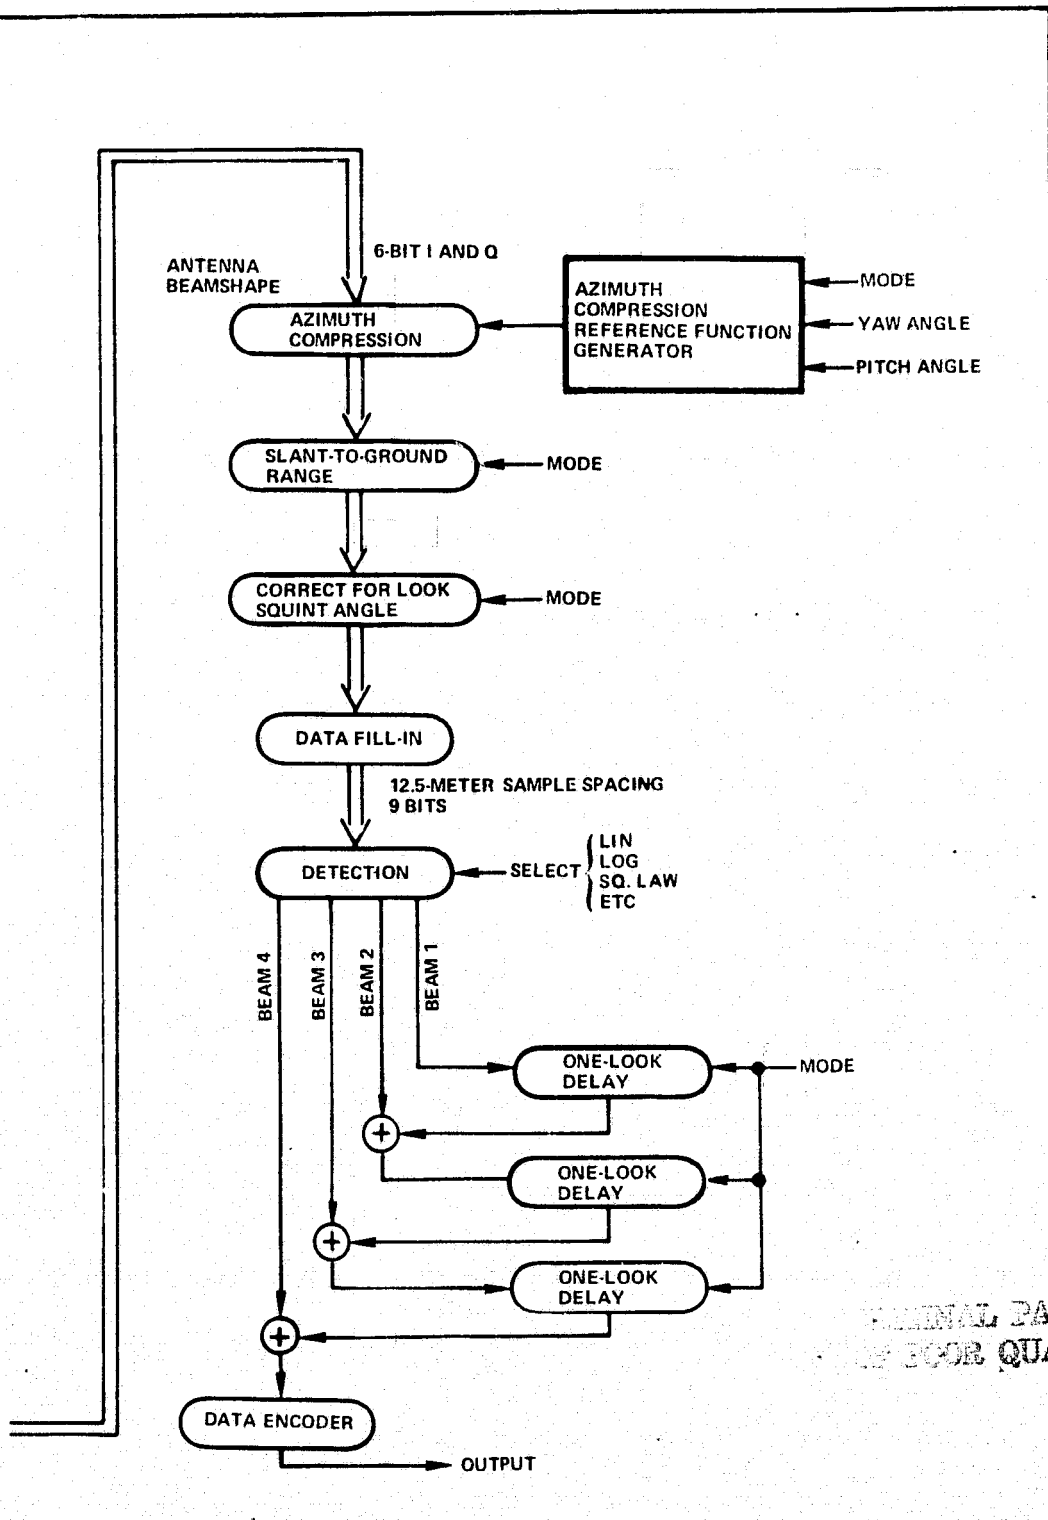 6-BIT I AND Q
ANTENNA
BEAMSHAPE
AZIMUTH
COMPRESSION
AZIMUTH
COMPRESSION
REFERENCE FUNCTION
GENERATOR
MODE
YAW ANGLE
PITCH ANGLE
SLANT-TO-GROUND
RANGE
MODE
CORRECT FOR LOOK
SQUINT ANGLE
MODE
DATA FILL-IN
12.5-METER SAMPLE SPACING
9 BITS
DETECTION
SELECT
LIN
LOG
SQ. LAW
ETC
BEAM 4
BEAM 3
BEAM 2
BEAM 1
ONE-LOOK
DELAY
MODE
+
ONE-LOOK
DELAY
+
ONE-LOOK
DELAY
+
DATA ENCODER
OUTPUT